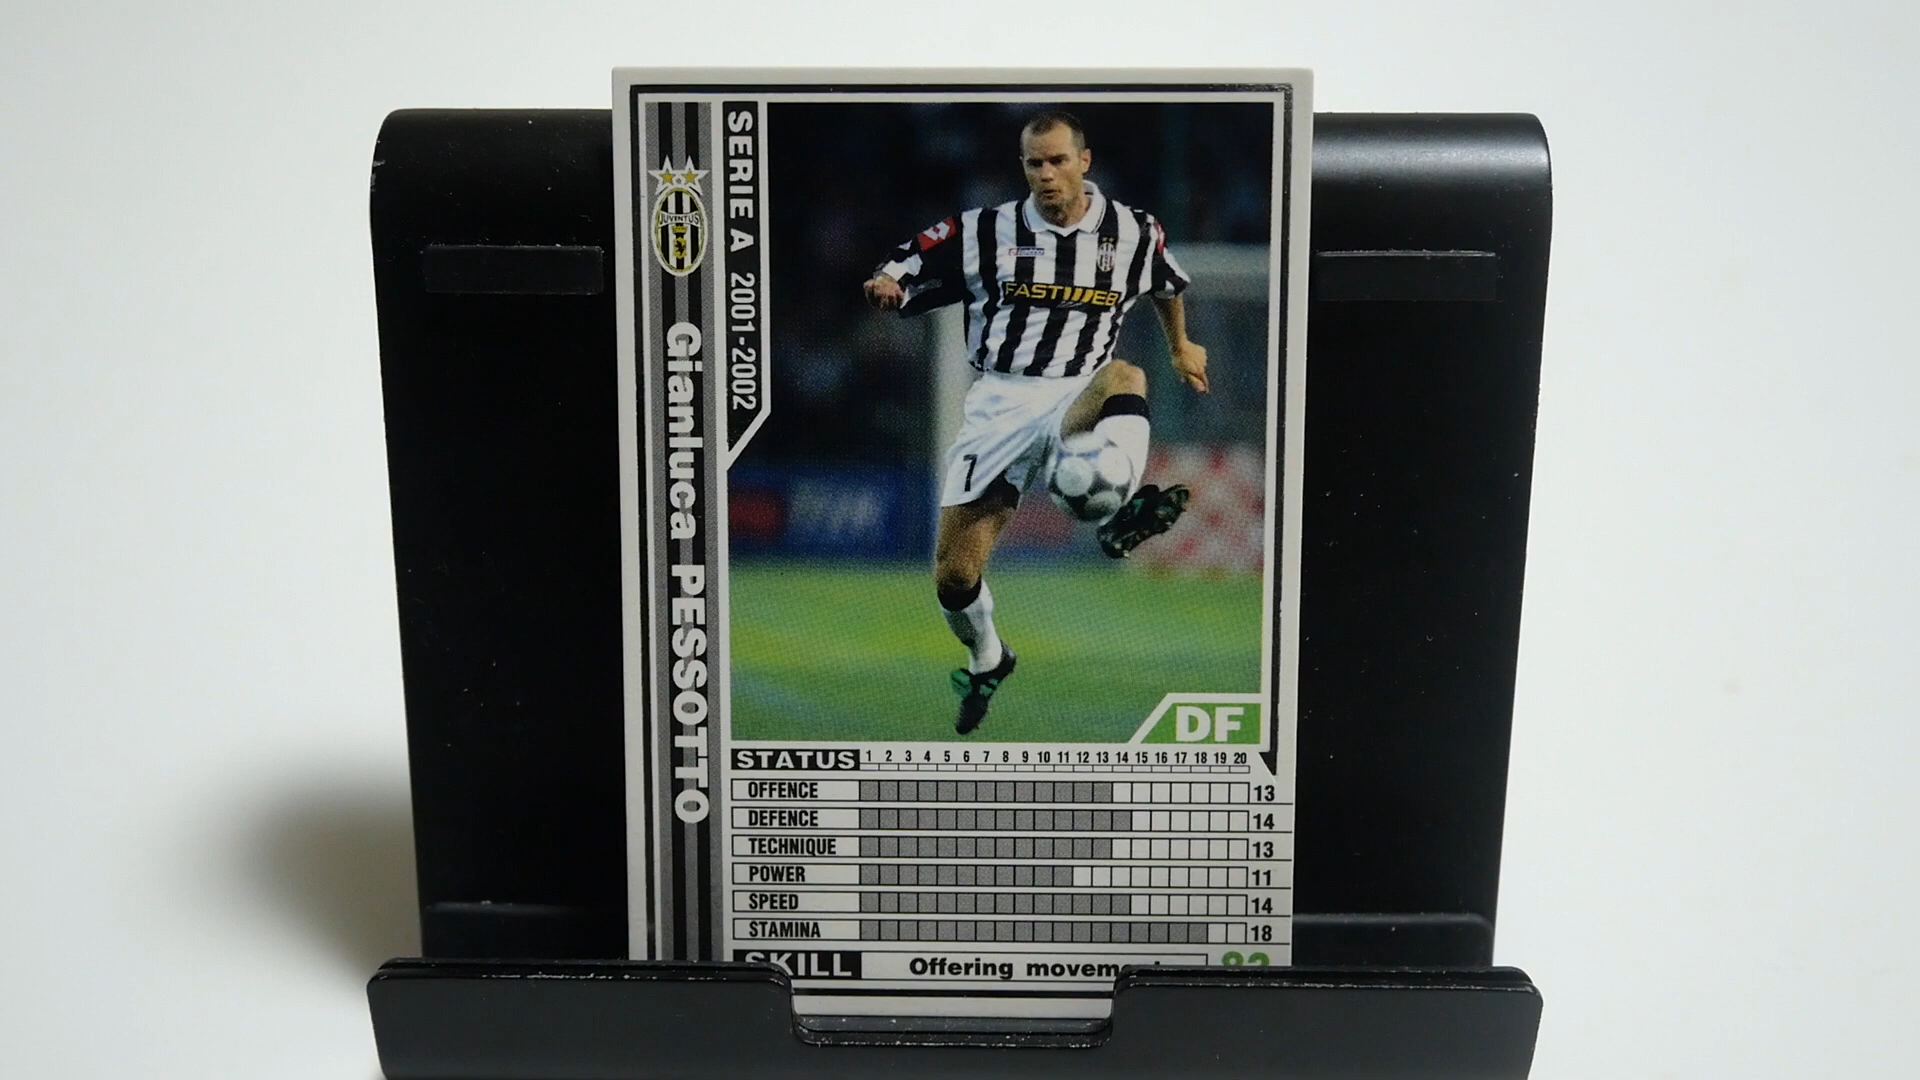 SERIE A 2001-2002
JUVENTUS
Gianluca PESSOTTO
FASTWEB
7
DF
STATUS 1 2 3 4 5 6 7 8 9 10 11 12 13 14 15 16 17 18 19 20
OFFENCE 13
DEFENCE 14
TECHNIQUE 13
POWER 11
SPEED 14
STAMINA 18
SKILL Offering